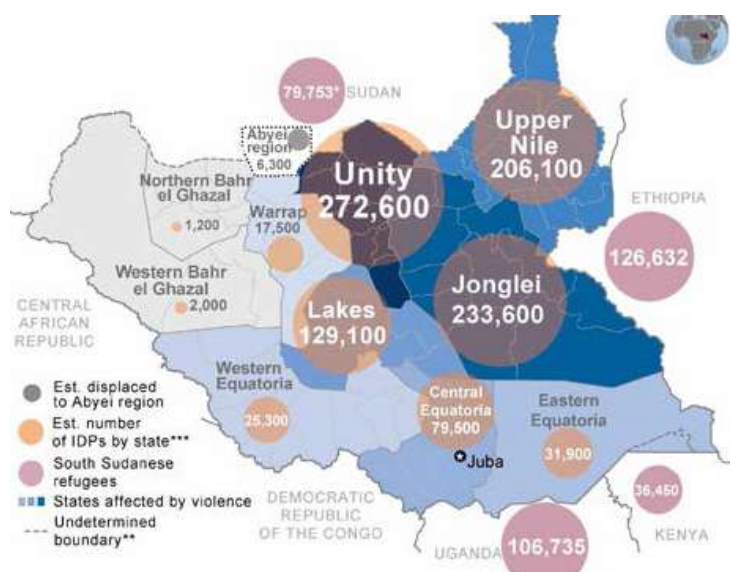 79,753*
SUDAN
Abyei
region
6,300
Upper
Nile
206,100
Unity
272,600
Northern Bahr
el Ghazal
1,200
Warrap
17,500
ETHIOPIA
126,632
Western Bahr
el Ghazal
2,000
Jonglei
233,600
CENTRAL
AFRICAN
REPUBLIC
Lakes
129,100
Western
Equatoria
25,300
Central
Equatoria
79,500
Eastern
Equatoria
31,900
Juba
Est. displaced
to Abyei region
Est. number
of IDPs by state***
South Sudanese
refugees
States affected by violence
Undetermined
boundary**
DEMOCRATIC
REPUBLIC
OF THE CONGO
36,450
KENYA
UGANDA
106,735